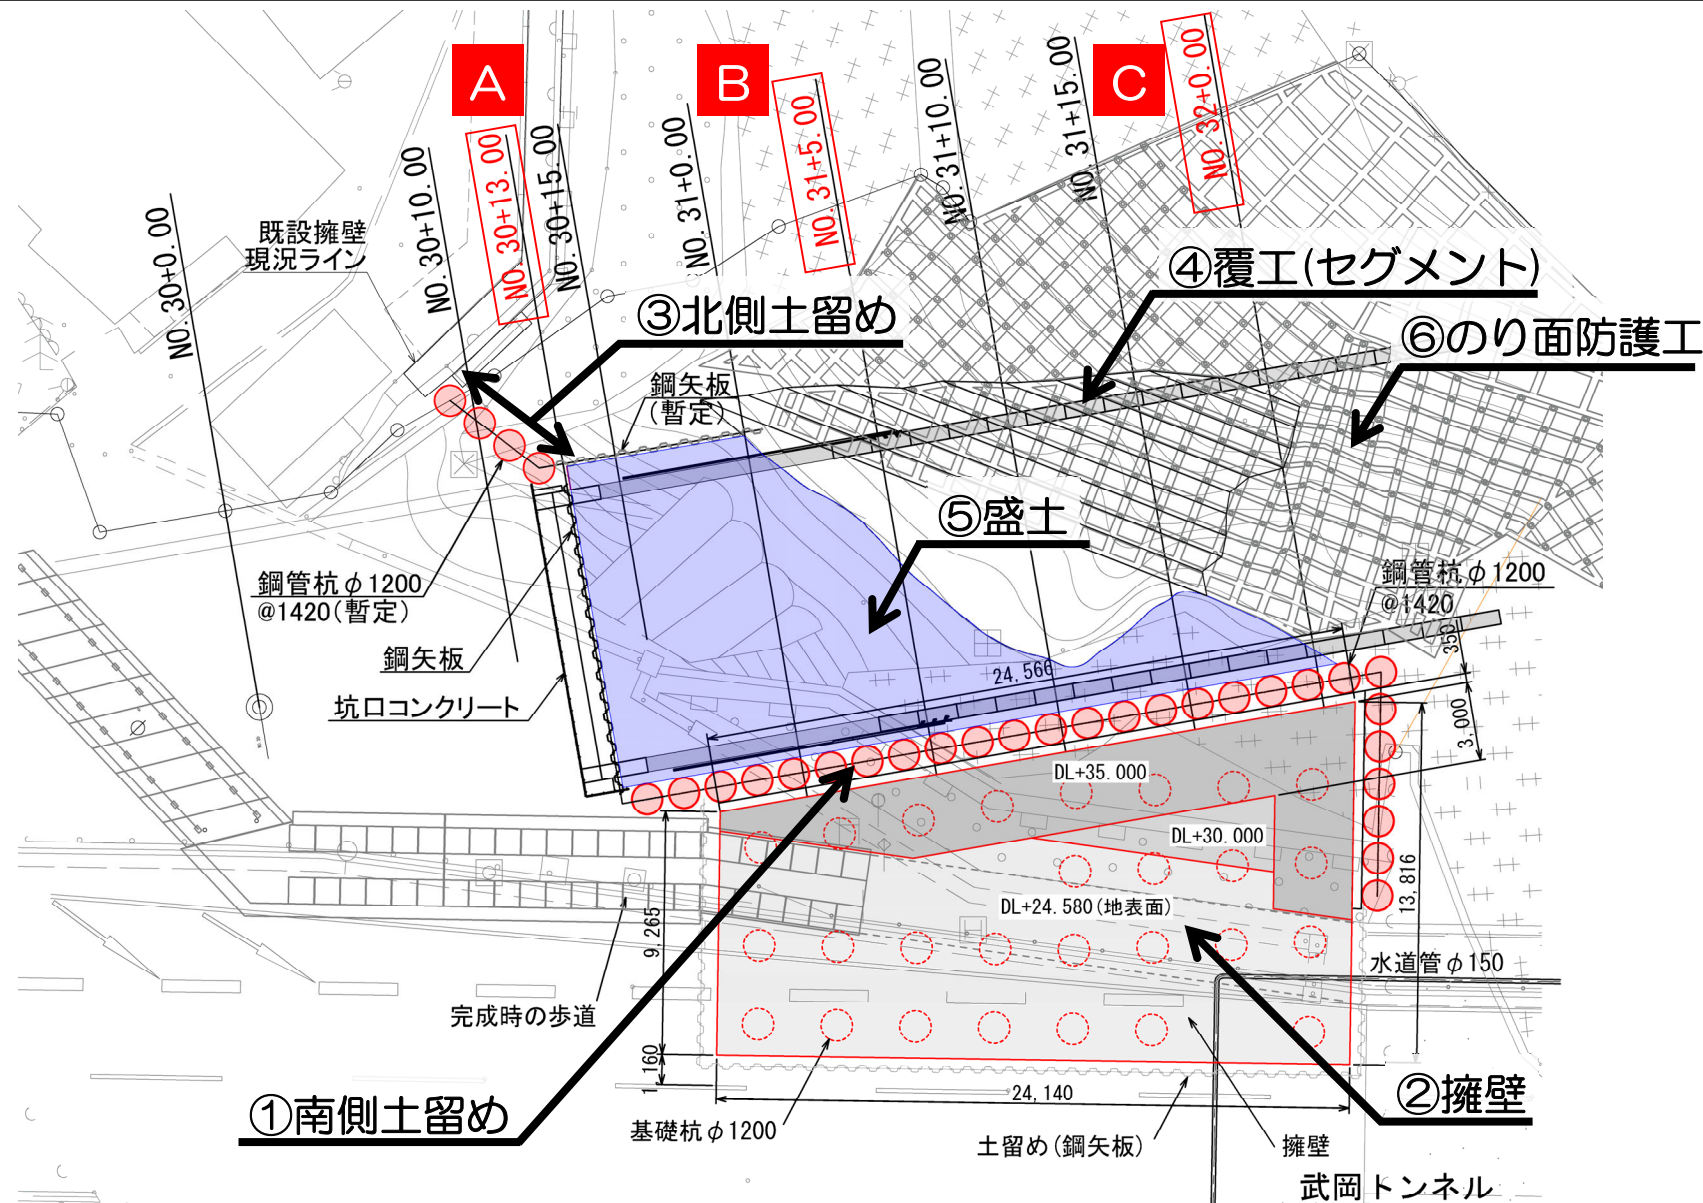 A
B
C
NO. 30+0. 00
NO. 30+10. 00
NO. 30+13. 00
NO. 30+15. 00
NO. 31+0. 00
NO. 31+5. 00
NO. 31+10. 00
NO. 31+15. 00
NO. 32+0. 00
既設擁壁
現況ライン
③北側土留め
④覆工(セグメント)
⑥のり面防護工
鋼矢板
(暫定)
⑤盛土
鋼管杭φ1200
@1420(暫定)
鋼管杭φ1200
@1420
鋼矢板
坑口コンクリート
24,566
350
3,000
DL+35.000
DL+30.000
DL+24.580(地表面)
13,816
9,265
水道管φ150
完成時の歩道
1,160
24,140
①南側土留め
②擁壁
基礎杭φ1200
土留め(鋼矢板)
擁壁
武岡トンネル